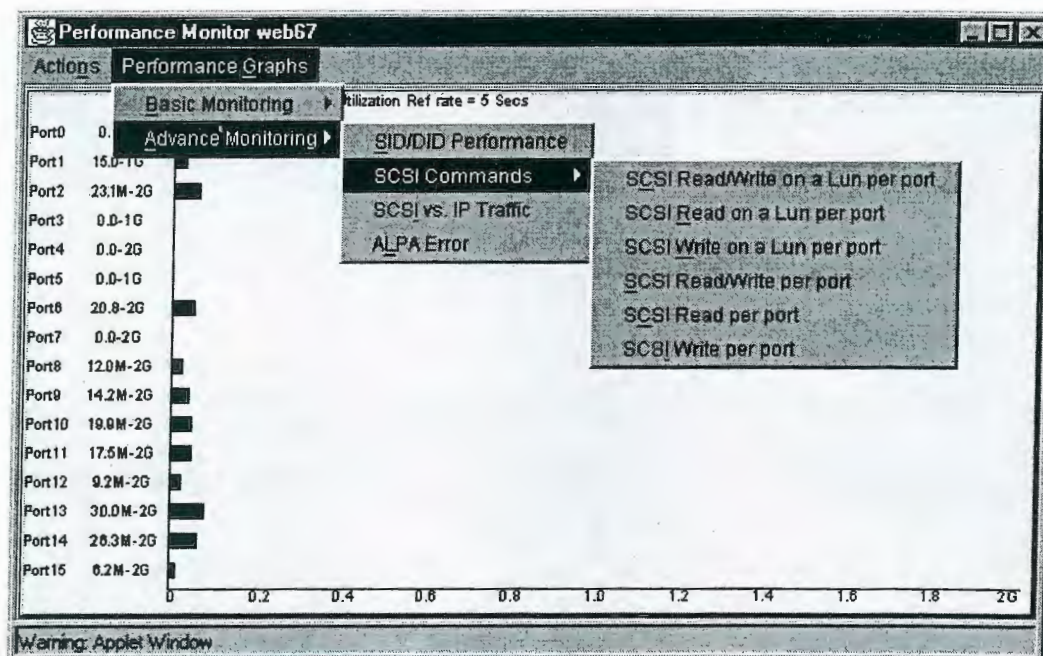 Performance Monitor web67
Actions Performance Graphs
Basic Monitoring
tilization Ref rate = 5 Secs
Advance Monitoring
SID/DID Performance
SCSI Commands
SCSI vs. IP Traffic
ALPA Error
SCSI Read/Write on a Lun per port
SCSI Read on a Lun per port
SCSI Write on a Lun per port
SCSI Read/Write per port
SCSI Read per port
SCSI Write per port
Port0 0.
Port1 15.0-1G
Port2 23.1M-2G
Port3 0.0-1G
Port4 0.0-2G
Port5 0.0-1G
Port6 20.8-2G
Port7 0.0-2G
Port8 12.0M-2G
Port9 14.2M-2G
Port10 19.9M-2G
Port11 17.5M-2G
Port12 9.2M-2G
Port13 30.0M-2G
Port14 26.3M-2G
Port15 6.2M-2G
0 0.2 0.4 0.6 0.8 1.0 1.2 1.4 1.6 1.8 2G
Warning: Applet Window